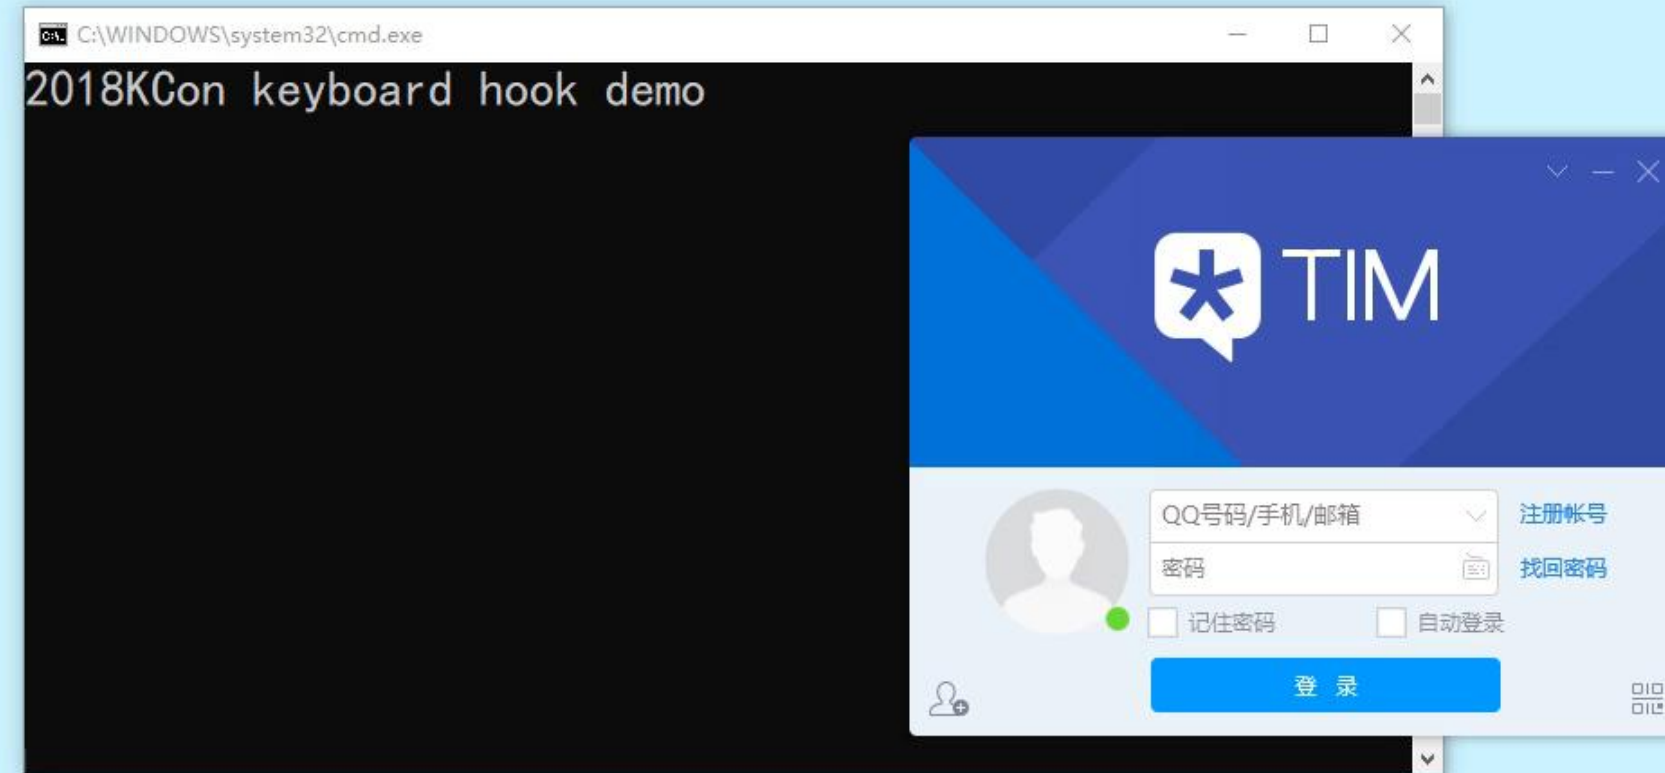 C:\WINDOWS\system32\cmd.exe
2018KCon keyboard hook demo
TIM
QQ号码/手机/邮箱
注册帐号
密码
找回密码
记住密码
自动登录
登 录